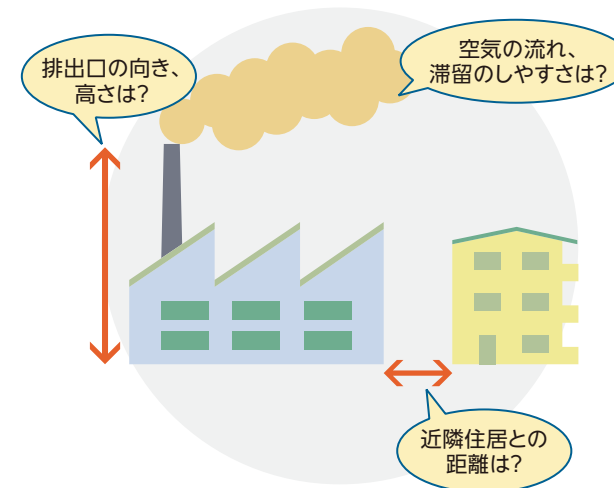 排出口の向き、
高さは?
空気の流れ、
滞留のしやすさは?
近隣住居との
距離は?